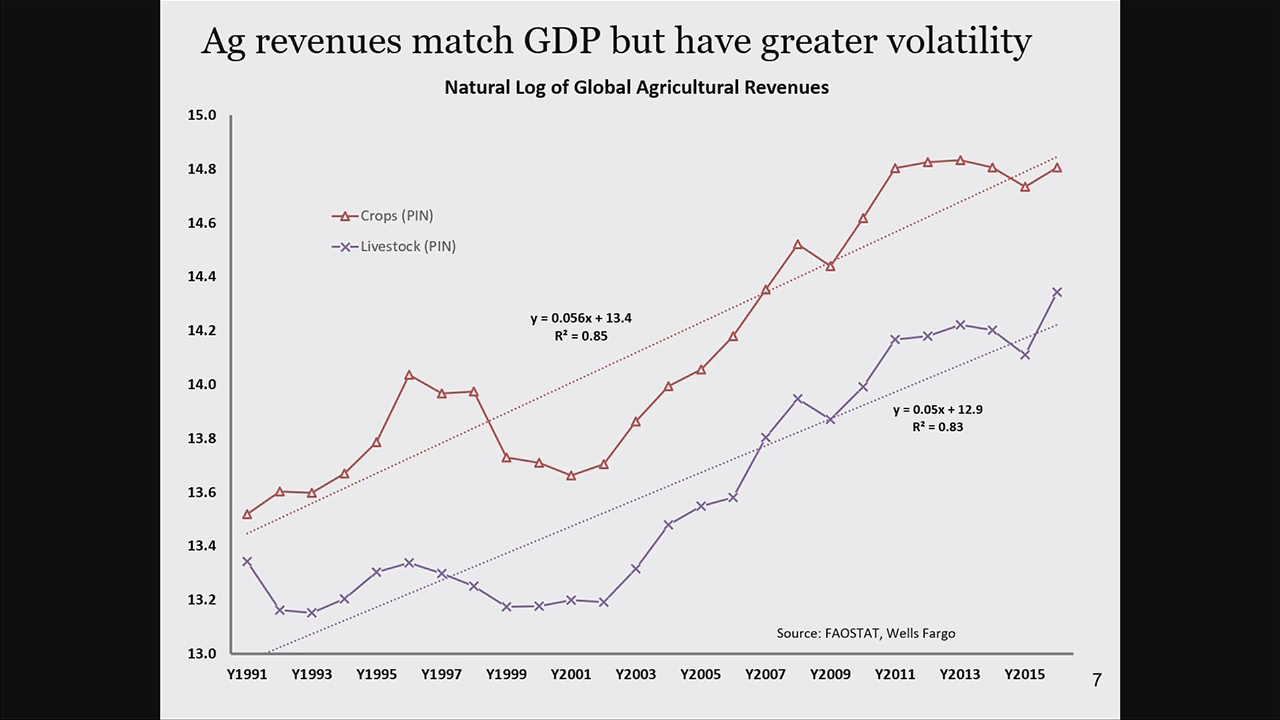 Ag revenues match GDP but have greater volatility
Natural Log of Global Agricultural Revenues
15.0
14.8
14.6
14.4
14.2
14.0
13.8
13.6
13.4
13.2
13.0
Crops (PIN)
Livestock (PIN)
y = 0.056x + 13.4
R² = 0.85
y = 0.05x + 12.9
R² = 0.83
Source: FAOSTAT, Wells Fargo
Y1991 Y1993 Y1995 Y1997 Y1999 Y2001 Y2003 Y2005 Y2007 Y2009 Y2011 Y2013 Y2015
7